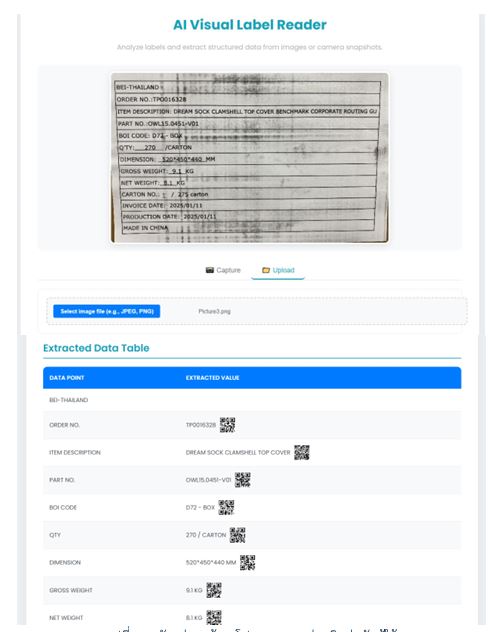 AI Visual Label Reader
Analyze labels and extract structured data from images or camera snapshots.
BEI-THAILAND
ORDER NO.:TP0016328
ITEM DESCRIPTION: DREAM SOCK CLAMSHELL TOP COVER BENCHMARK CORPORATE ROUTING GU
PART NO.:OWL15.0451-V01
BOI CODE: D72 - BOX
Q'TY: 270 /CARTON
DIMENSION: 520*450*440 MM
GROSS WEIGHT: 9.1 KG
NET WEIGHT: 8.1 KG
CARTON NO.: / 275 carton
INVOICE DATE: 2025/01/11
PRODUCTION DATE: 2025/01/11
MADE IN CHINA
Capture Upload
Select image file (e.g., JPEG, PNG) Picture3.png
Extracted Data Table
DATA POINT EXTRACTED VALUE
BEI-THAILAND
ORDER NO. TP0016328
ITEM DESCRIPTION DREAM SOCK CLAMSHELL TOP COVER
PART NO. OWL15.0451-V01
BOI CODE D72 - BOX
QTY 270 / CARTON
DIMENSION 520*450*440 MM
GROSS WEIGHT 9.1 KG
NET WEIGHT 8.1 KG